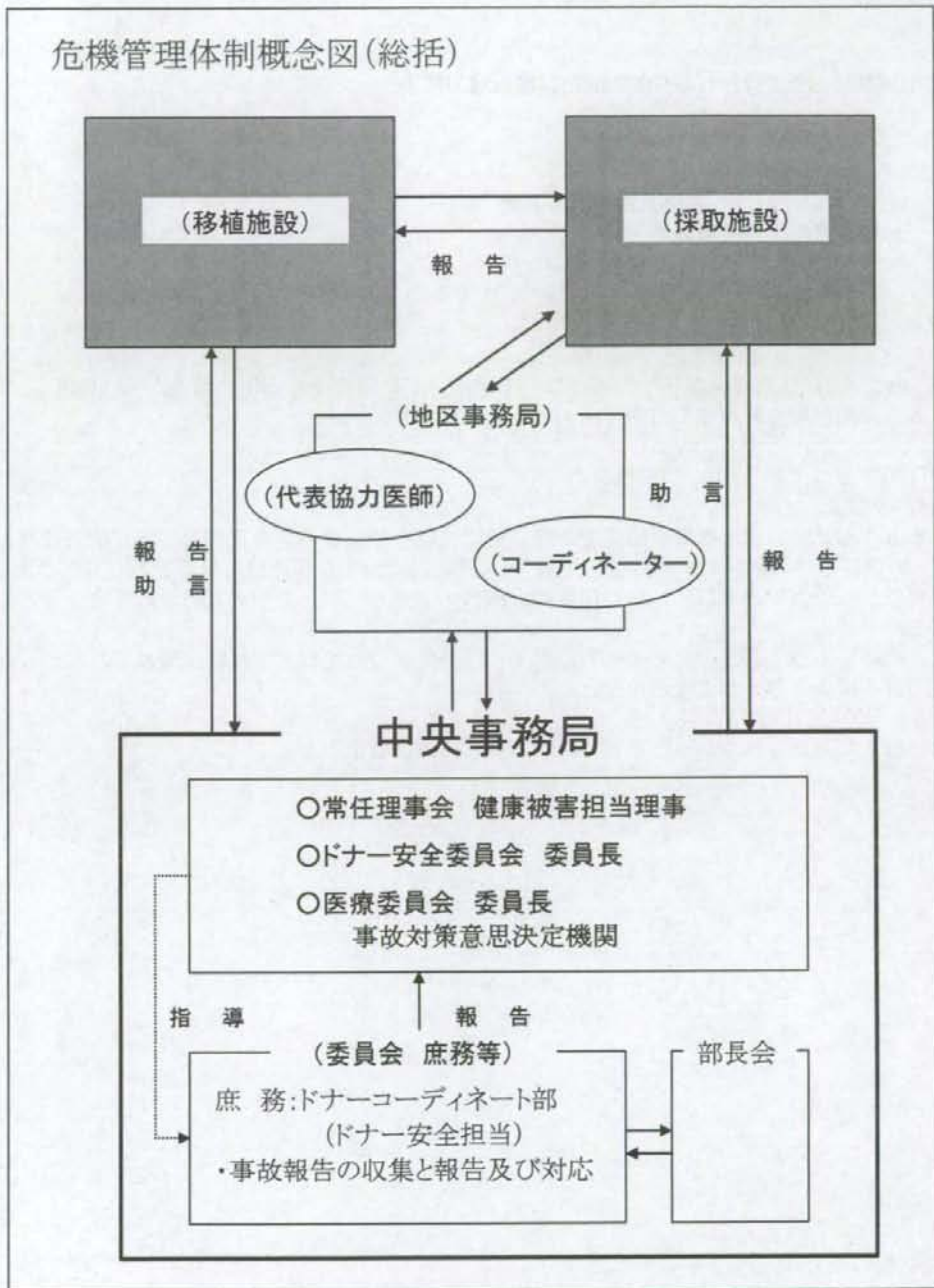 危機管理体制概念図(総括)
(移植施設)
(採取施設)
報 告
(地区事務局)
(代表協力医師)
助 言
(コーディネーター)
報 告
助 言
報 告
中央事務局
○常任理事会 健康被害担当理事
○ドナー安全委員会 委員長
○医療委員会 委員長
事故対策意思決定機関
指 導
報 告
(委員会 庶務等)
部長会
庶 務:ドナーコーディネート部
(ドナー安全担当)
・事故報告の収集と報告及び対応